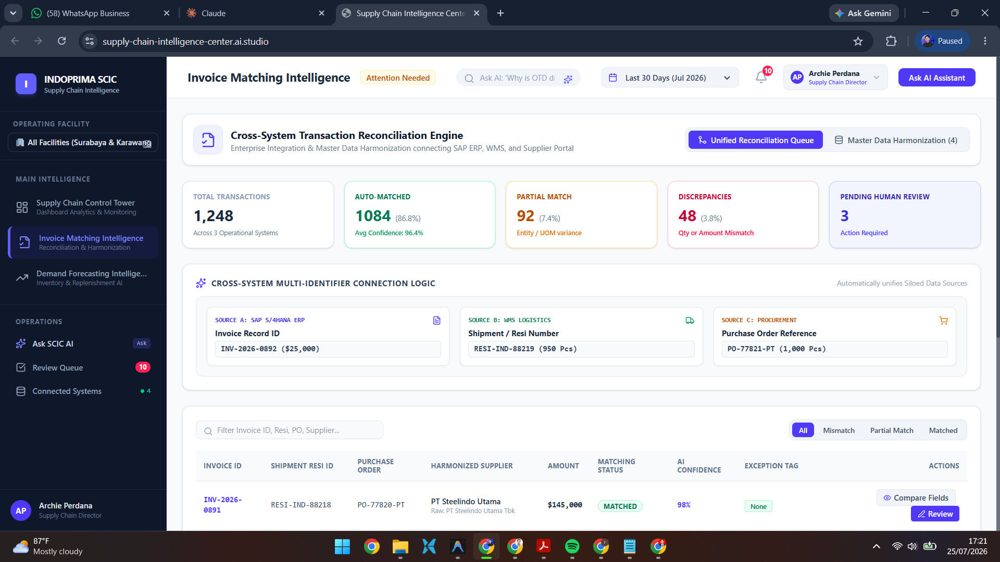 (58) WhatsApp Business
Claude
Supply Chain Intelligence Cente
Ask Gemini
supply-chain-intelligence-center.ai.studio
Paused
I
INDOPRIMA SCIC
Supply Chain Intelligence
OPERATING FACILITY
All Facilities (Surabaya & Karawang
MAIN INTELLIGENCE
Supply Chain Control Tower
Dashboard Analytics & Monitoring
Invoice Matching Intelligence
Reconciliation & Harmonization
Demand Forecasting Intellige...
Inventory & Replenishment AI
OPERATIONS
Ask SCIC AI
Ask
Review Queue
10
Connected Systems
4
AP
Archie Perdana
Supply Chain Director
Invoice Matching Intelligence
Attention Needed
Ask AI: 'Why is OTD dr
Last 30 Days (Jul 2026)
10
AP
Archie Perdana
Supply Chain Director
Ask AI Assistant
Cross-System Transaction Reconciliation Engine
Enterprise Integration & Master Data Harmonization connecting SAP ERP, WMS, and Supplier Portal
Unified Reconciliation Queue
Master Data Harmonization (4)
TOTAL TRANSACTIONS
1,248
Across 3 Operational Systems
AUTO-MATCHED
1084 (86.8%)
Avg Confidence: 96.4%
PARTIAL MATCH
92 (7.4%)
Entity / UOM variance
DISCREPANCIES
48 (3.8%)
Qty or Amount Mismatch
PENDING HUMAN REVIEW
3
Action Required
CROSS-SYSTEM MULTI-IDENTIFIER CONNECTION LOGIC
Automatically unifies Siloed Data Sources
SOURCE A: SAP S/4HANA ERP
Invoice Record ID
INV-2026-0892 ($25,000)
SOURCE B: WMS LOGISTICS
Shipment / Resi Number
RESI-IND-88219 (950 Pcs)
SOURCE C: PROCUREMENT
Purchase Order Reference
PO-77821-PT (1,000 Pcs)
Filter Invoice ID, Resi, PO, Supplier...
All
Mismatch
Partial Match
Matched
INVOICE ID
SHIPMENT RESI ID
PURCHASE
ORDER
HARMONIZED SUPPLIER
AMOUNT
MATCHING
STATUS
AI
CONFIDENCE
EXCEPTION TAG
ACTIONS
INV-2026-
0891
RESI-IND-88218
PO-77820-PT
PT Steelindo Utama
Raw: PT Steelindo Utama Tbk
$145,000
MATCHED
98%
None
Compare Fields
Review
87°F
Mostly cloudy
17:21
25/07/2026